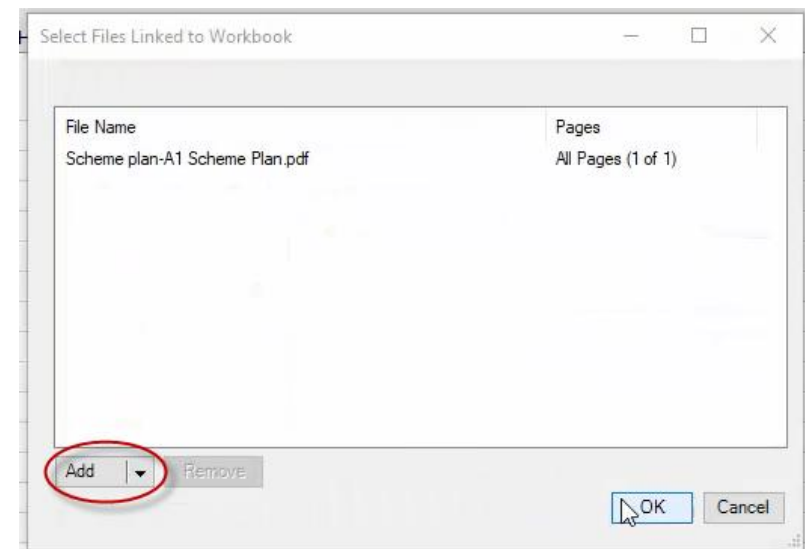 Select Files Linked to Workbook
File Name Pages
Scheme plan-A1 Scheme Plan.pdf All Pages (1 of 1)
Add Remove
OK Cancel